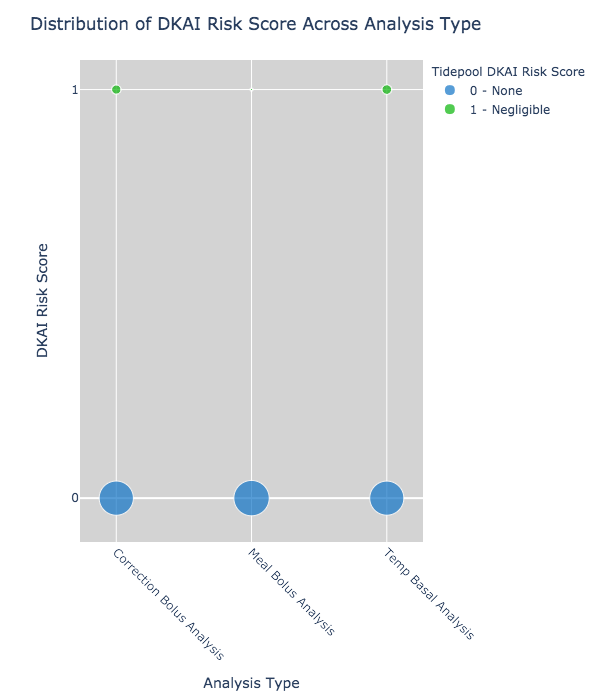 Distribution of DKAI Risk Score Across Analysis Type
Tidepool DKAI Risk Score
0 - None
1 - Negligible
DKAI Risk Score
1
0
Correction Bolus Analysis
Meal Bolus Analysis
Temp Basal Analysis
Analysis Type